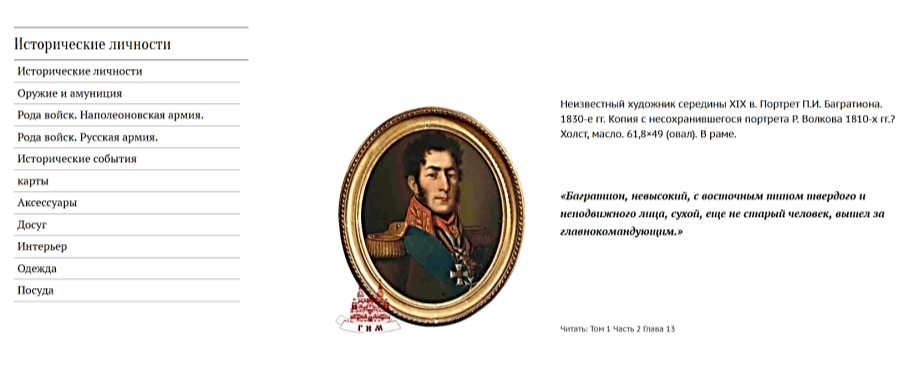 Исторические личности
Исторические личности
Оружие и амуниция
Рода войск. Наполеоновская армия.
Рода войск. Русская армия.
Исторические события
карты
Аксессуары
Досуг
Интерьер
Одежда
Посуда
Неизвестный художник середины XIX в. Портрет П.И. Багратиона.
1830-е гг. Копия с несохранившегося портрета Р. Волкова 1810-х гг.?
Холст, масло. 61,8×49 (овал). В раме.
«Багратион, невысокий, с восточным типом твердого и
неподвижного лица, сухой, еще не старый человек, вышел за
главнокомандующим.»
ГИМ
Читать: Том 1 Часть 2 Глава 13